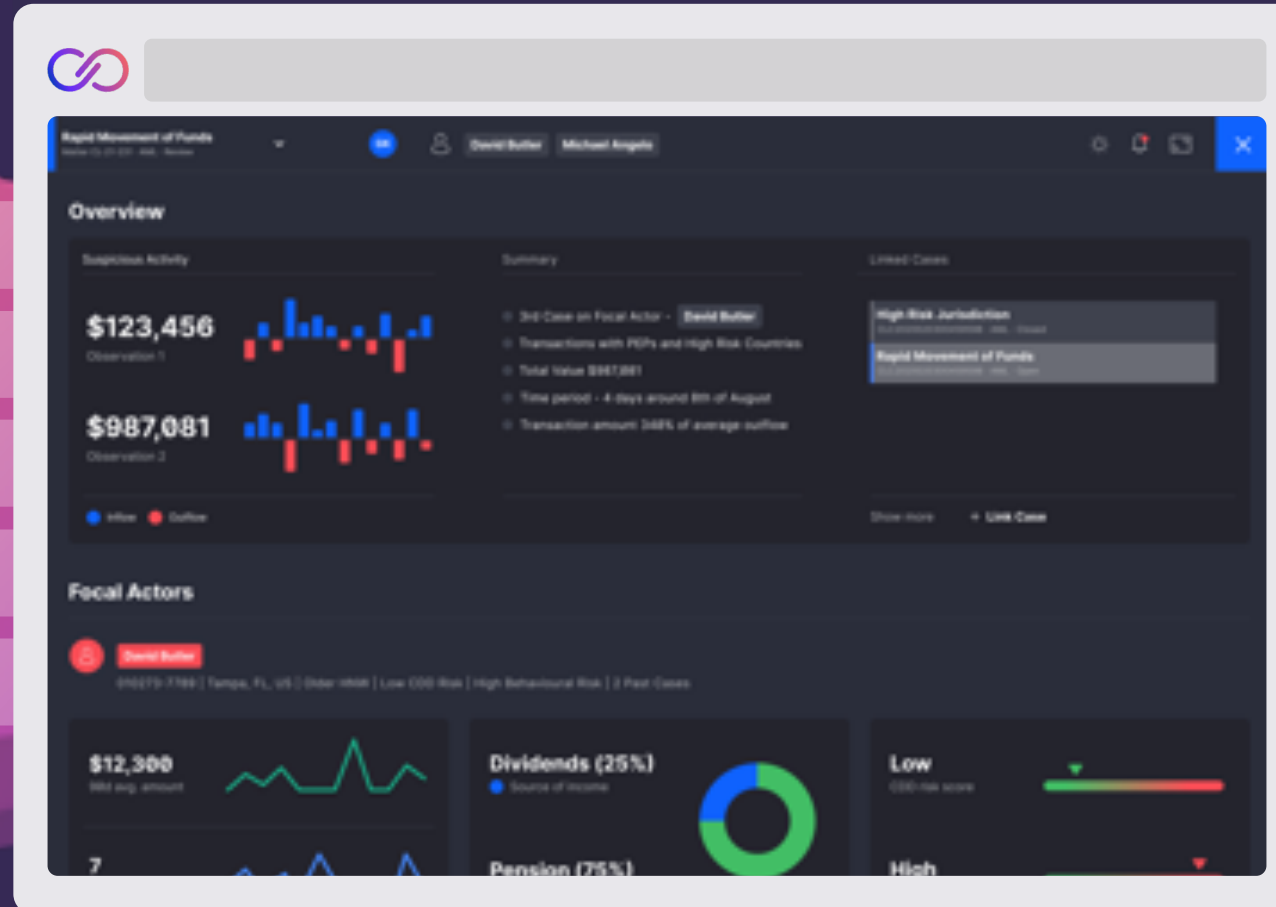 Rapid Movement of Funds
David Butler Michael Angelo
Overview
Suspicious Activity
$123,456
Observation 1
$987,081
Observation 2
Inflow Outflow
Summary
3rd Case on Focal Actor - David Butler
Transactions with PEPs and High Risk Countries
Total Value $987,081
Time period - 4 days around 8th of August
Transaction amount 348% of average outflow
Linked Cases
High Risk Jurisdiction
Rapid Movement of Funds
Show more + Link Case
Focal Actors
David Butler
010273-7789 | Tampa, FL, US | Older HNW | Low CDD Risk | High Behavioural Risk | 2 Past Cases
$12,300
avg. amount
7
Dividends (25%)
Source of income
Pension (75%)
Low
CDD risk score
High